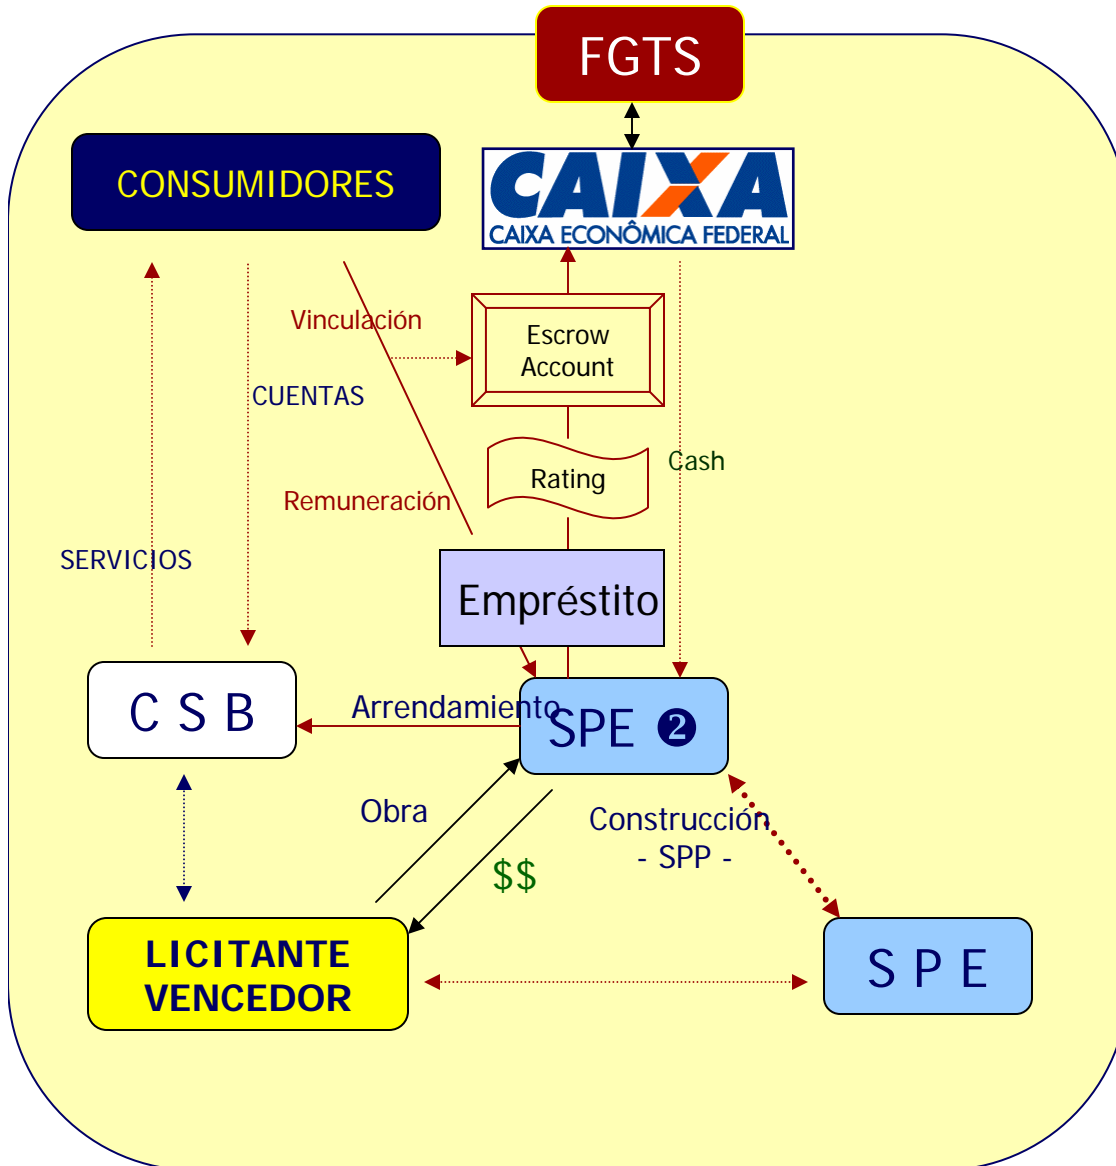 FGTS
CONSUMIDORES
CAIXA
CAIXA ECONÔMICA FEDERAL
Vinculación
Escrow
Account
CUENTAS
Cash
Rating
Remuneración
SERVICIOS
Empréstito
C S B
Arrendamiento
SPE ❷
Obra
Construcción
- SPP -
$$
LICITANTE
VENCEDOR
S P E